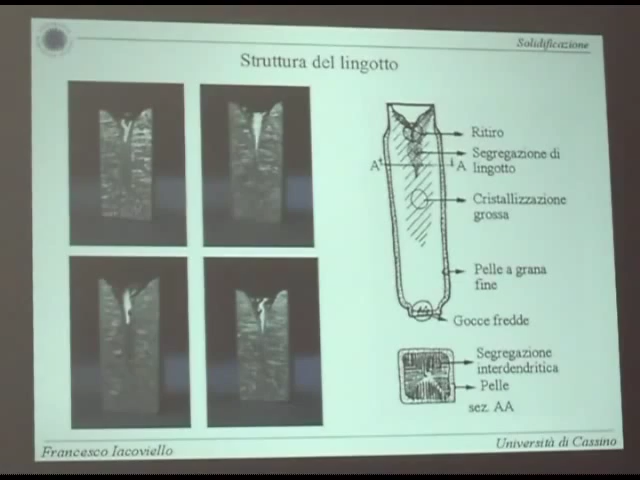 Solidificazione
Struttura del lingotto
Ritiro
Segregazione di
lingotto
A
A
Cristallizzazione
grossa
Pelle a grana
fine
Gocce fredde
Segregazione
interdendritica
Pelle
sez. AA
Francesco Iacoviello
Università di Cassino